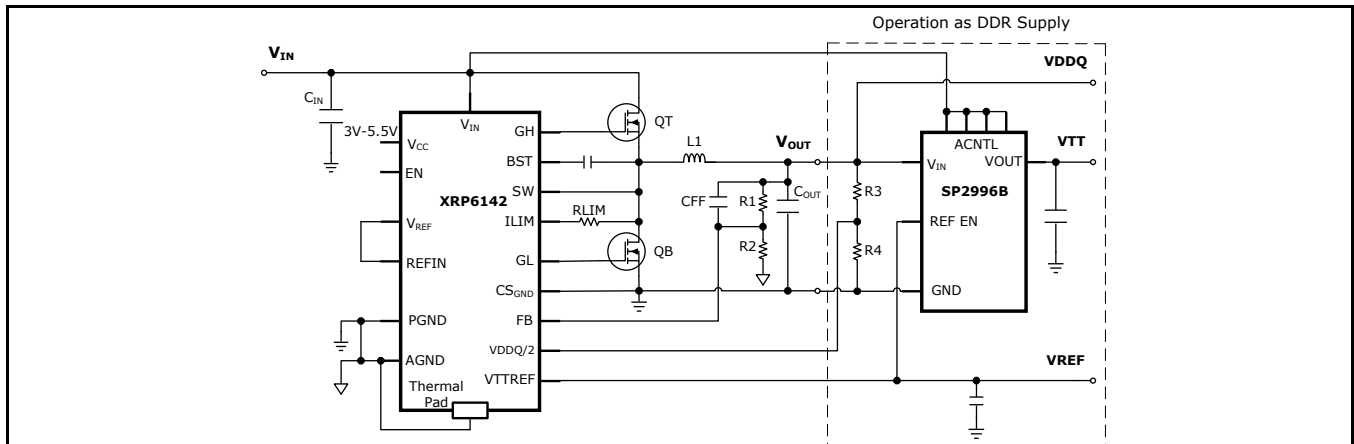 Operation as DDR Supply
VIN
VDDQ
CIN
3V-5.5V
VIN
VCC
EN
XRP6142
VREF
REFIN
PGND
AGND
Thermal
Pad
GH
BST
SW
ILIM
GL
CSGND
FB
VDDQ/2
VTTREF
QT
RLIM
QB
L1
VOUT
CFF
R1
COUT
R2
R3
R4
ACNTL
VIN
VOUT
SP2996B
REF EN
GND
VTT
VREF